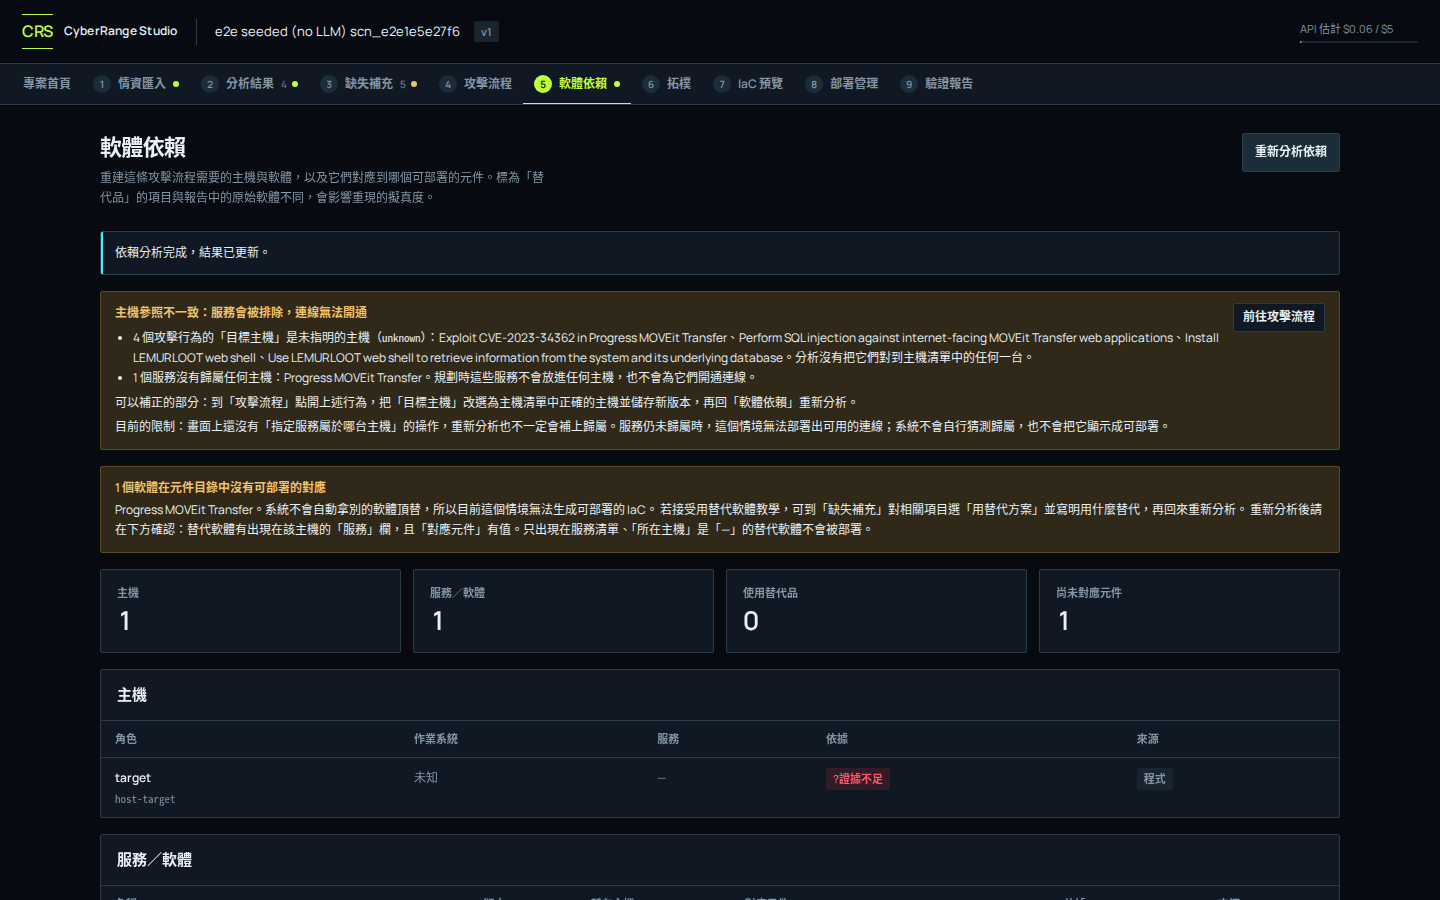 CRS CyberRange Studio e2e seeded (no LLM) scn_e2e1e5e27f6 v1 API 估計 $0.06 / $5
專案首頁 1 情資匯入 2 分析結果 4 3 缺失補充 5 4 攻擊流程 5 軟體依賴 6 拓樸 7 IaC 預覽 8 部署管理 9 驗證報告
軟體依賴
重新分析依賴
重建這條攻擊流程需要的主機與軟體，以及它們對應到哪個可部署的元件。標為「替
代品」的項目與報告中的原始軟體不同，會影響重現的擬真度。
依賴分析完成，結果已更新。
主機參照不一致：服務會被排除，連線無法開通
前往攻擊流程
• 4 個攻擊行為的「目標主機」是未指明的主機（unknown）：Exploit CVE-2023-34362 in Progress MOVEit Transfer、Perform SQL injection against internet-facing MOVEit Transfer web applications、Install
LEMURLOOT web shell、Use LEMURLOOT web shell to retrieve information from the system and its underlying database。分析沒有把它們對到主機清單中的任何一台。
• 1 個服務沒有歸屬任何主機：Progress MOVEit Transfer。規劃時這些服務不會放進任何主機，也不會為它們開通連線。
可以補正的部分：到「攻擊流程」點開上述行為，把「目標主機」改選為主機清單中正確的主機並儲存新版本，再回「軟體依賴」重新分析。
目前的限制：畫面上還沒有「指定服務屬於哪台主機」的操作，重新分析也不一定會補上歸屬。服務仍未歸屬時，這個情境無法部署出可用的連線；系統不會自行猜測歸屬，也不會把它顯示成可部署。
1 個軟體在元件目錄中沒有可部署的對應
Progress MOVEit Transfer。系統不會自動拿別的軟體頂替，所以目前這個情境無法生成可部署的 IaC。 若接受用替代軟體教學，可到「缺失補充」對相關項目選「用替代方案」並寫明用什麼替代，再回來重新分析。 重新分析後請
在下方確認：替代軟體有出現在該主機的「服務」欄，且「對應元件」有值。只出現在服務清單、「所在主機」是「—」的替代軟體不會被部署。
主機 服務／軟體 使用替代品 尚未對應元件
1 1 0 1
主機
角色 作業系統 服務 依據 來源
target 未知 — ?證據不足 程式
host-target
服務／軟體